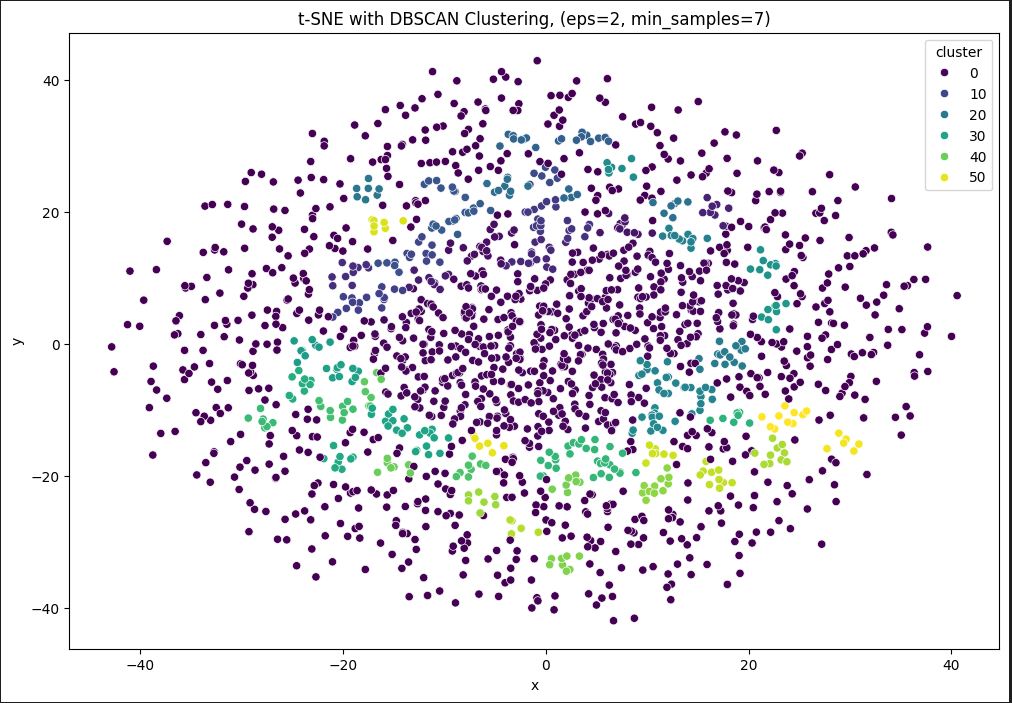 t-SNE with DBSCAN Clustering, (eps=2, min_samples=7)
cluster
0
10
20
30
40
50
40
20
0
−20
−40
y
−40 −20 0 20 40
x